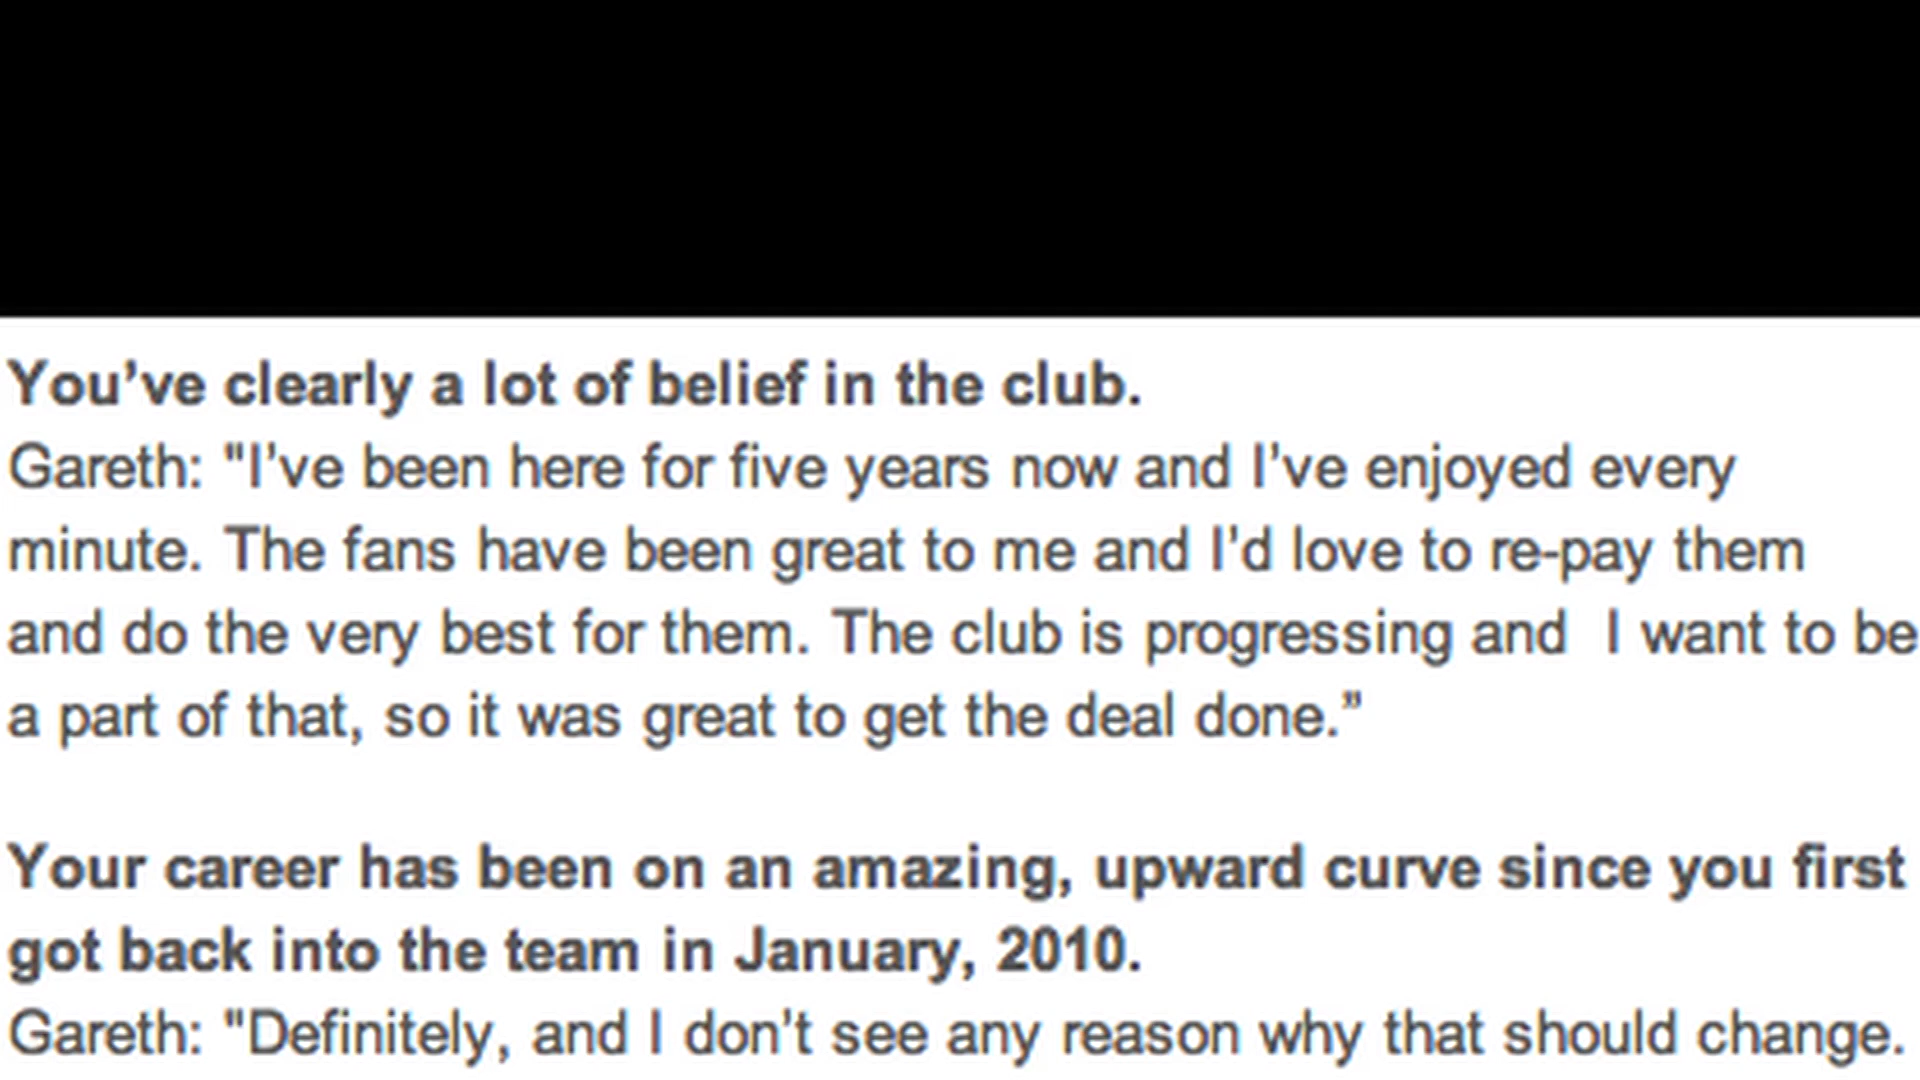 You’ve clearly a lot of belief in the club.
Gareth: "I’ve been here for five years now and I’ve enjoyed every
minute. The fans have been great to me and I’d love to re-pay them
and do the very best for them. The club is progressing and  I want to be
a part of that, so it was great to get the deal done.”
Your career has been on an amazing, upward curve since you first
got back into the team in January, 2010.
Gareth: "Definitely, and I don’t see any reason why that should change.